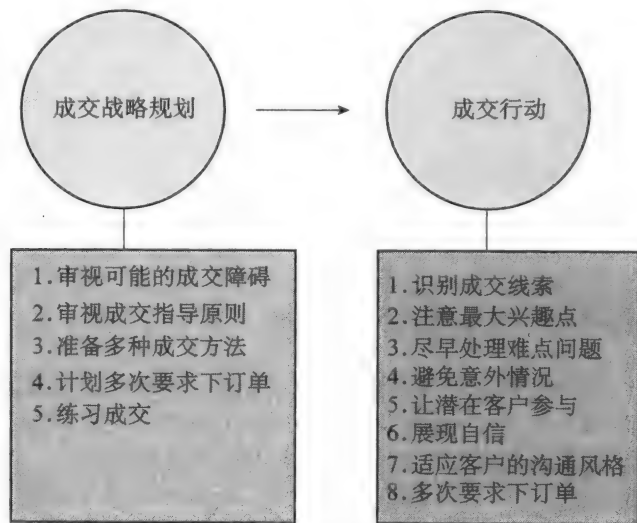 成交战略规划
成交行动
1.审视可能的成交障碍
2.审视成交指导原则
3.准备多种成交方法
4.计划多次要求下订单
5.练习成交
1.识别成交线索
2.注意最大兴趣点
3.尽早处理难点问题
4.避免意外情况
5.让潜在客户参与
6.展现自信
7.适应客户的沟通风格
8.多次要求下订单